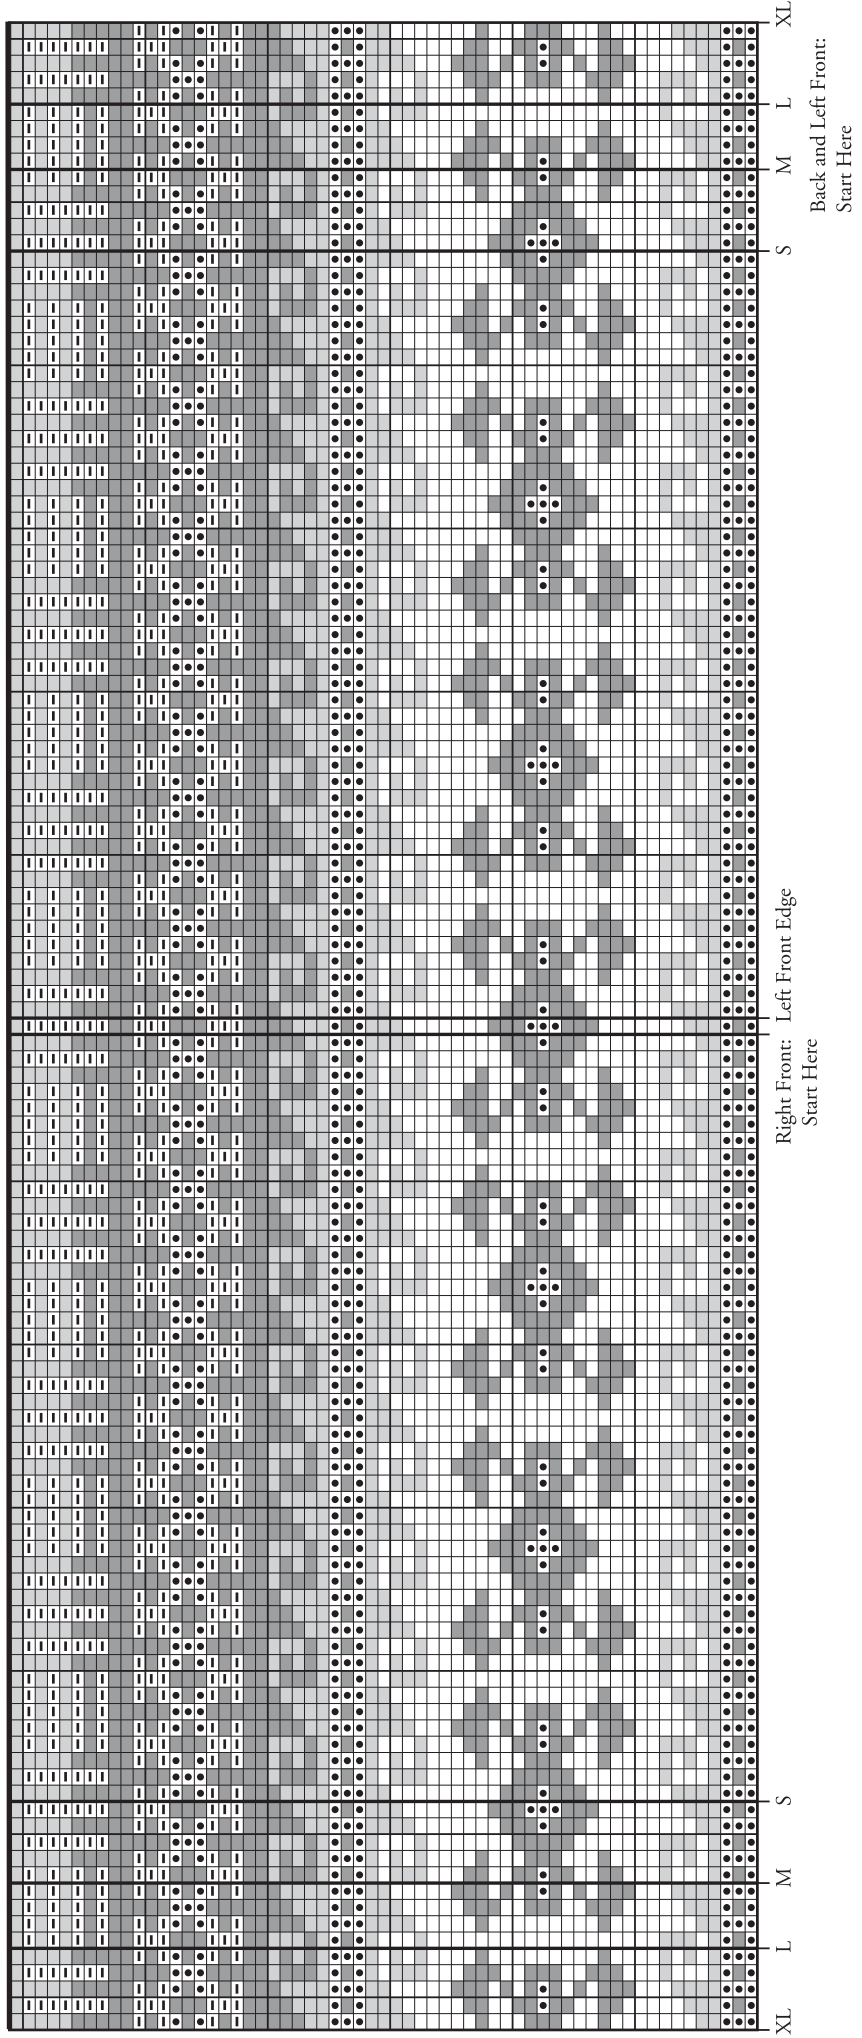 XL
L
M
S
Back and Left Front:
Start Here
Left Front Edge
Right Front:
Start Here
S
M
L
XL